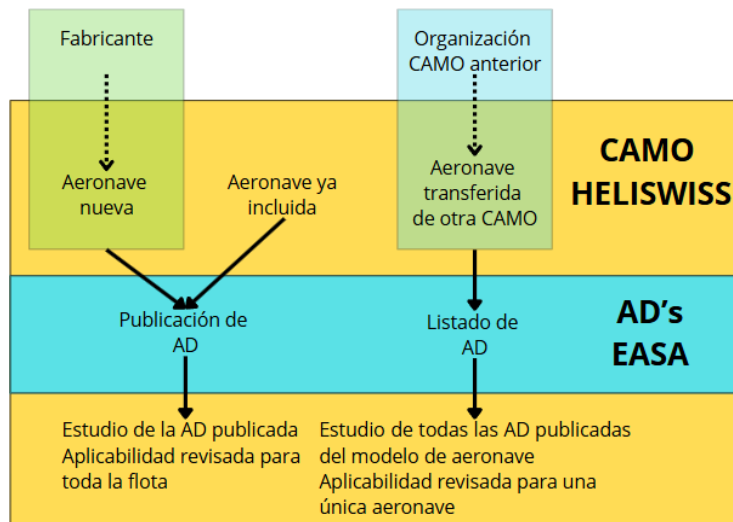 Fabricante
Organización
CAMO anterior
Aeronave
nueva
Aeronave ya
incluida
Aeronave
transferida
de otra CAMO
CAMO
HELISWISS
Publicación de
AD
Listado de
AD
AD's
EASA
Estudio de la AD publicada
Aplicabilidad revisada para
toda la flota
Estudio de todas las AD publicadas
del modelo de aeronave
Aplicabilidad revisada para una
única aeronave